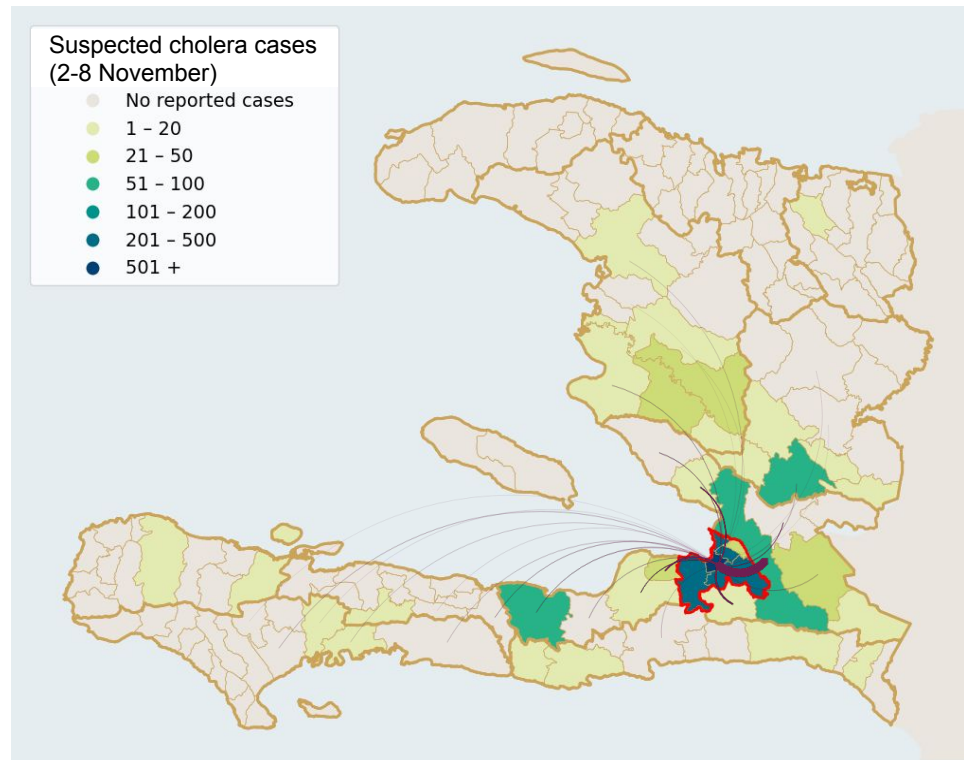 Suspected cholera cases
(2-8 November)
No reported cases
1 – 20
21 – 50
51 – 100
101 – 200
201 – 500
501 +